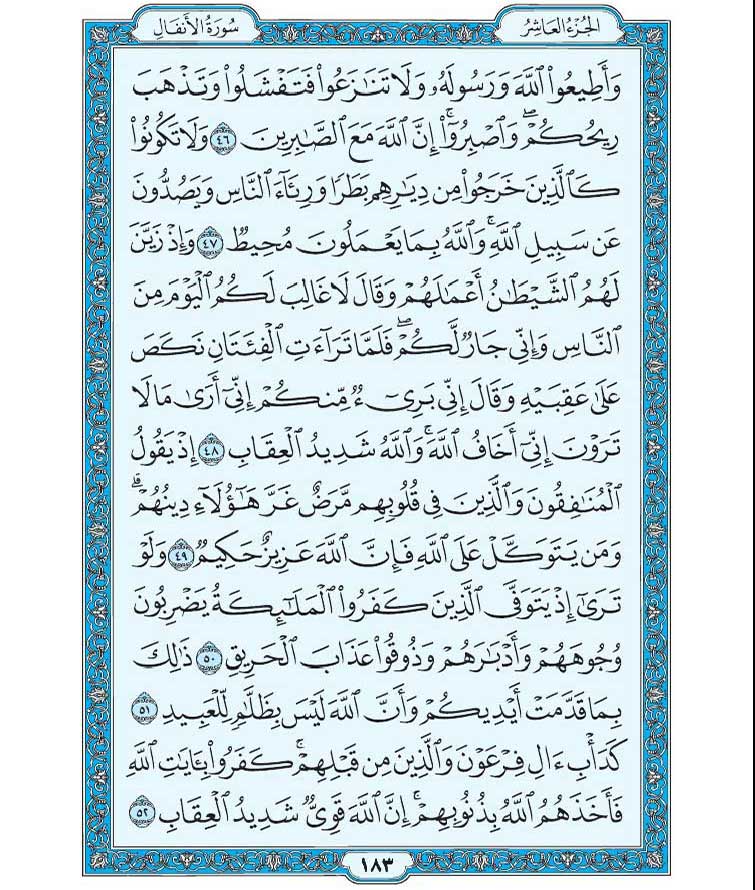 الجُزْءُ العَاشِرُ
سُورَةُ الأَنفَالِ
وَأَطِيعُواْ ٱللَّهَ وَرَسُولَهُۥ وَلَا تَنَٰزَعُواْ فَتَفۡشَلُواْ وَتَذۡهَبَ
رِيحُكُمۡۖ وَٱصۡبِرُوٓاْۚ إِنَّ ٱللَّهَ مَعَ ٱلصَّٰبِرِينَ ٤٦ وَلَا تَكُونُواْ
كَٱلَّذِينَ خَرَجُواْ مِن دِيَٰرِهِم بَطَرٗا وَرِئَآءَ ٱلنَّاسِ وَيَصُدُّونَ
عَن سَبِيلِ ٱللَّهِۚ وَٱللَّهُ بِمَا يَعۡمَلُونَ مُحِيطٞ ٤٧ وَإِذۡ زَيَّنَ
لَهُمُ ٱلشَّيۡطَٰنُ أَعۡمَٰلَهُمۡ وَقَالَ لَا غَالِبَ لَكُمُ ٱلۡيَوۡمَ مِنَ
ٱلنَّاسِ وَإِنِّي جَارٞ لَّكُمۡۖ فَلَمَّا تَرَآءَتِ ٱلۡفِئَتَانِ نَكَصَ
عَلَىٰ عَقِبَيۡهِ وَقَالَ إِنِّي بَرِيٓءٞ مِّنكُمۡ إِنِّيٓ أَرَىٰ مَا لَا
تَرَوۡنَ إِنِّيٓ أَخَافُ ٱللَّهَۚ وَٱللَّهُ شَدِيدُ ٱلۡعِقَابِ ٤٨ إِذۡ يَقُولُ
ٱلۡمُنَٰفِقُونَ وَٱلَّذِينَ فِي قُلُوبِهِم مَّرَضٌ غَرَّ هَٰٓؤُلَآءِ دِينُهُمۡۗ
وَمَن يَتَوَكَّلۡ عَلَى ٱللَّهِ فَإِنَّ ٱللَّهَ عَزِيزٌ حَكِيمٞ ٤٩ وَلَوۡ
تَرَىٰٓ إِذۡ يَتَوَفَّى ٱلَّذِينَ كَفَرُواْ ٱلۡمَلَٰٓئِكَةُ يَضۡرِبُونَ
وُجُوهَهُمۡ وَأَدۡبَٰرَهُمۡ وَذُوقُواْ عَذَابَ ٱلۡحَرِيقِ ٥٠ ذَٰلِكَ
بِمَا قَدَّمَتۡ أَيۡدِيكُمۡ وَأَنَّ ٱللَّهَ لَيۡسَ بِظَلَّٰمٖ لِّلۡعَبِيدِ ٥١
كَدَأۡبِ ءَالِ فِرۡعَوۡنَ وَٱلَّذِينَ مِن قَبۡلِهِمۡۚ كَفَرُواْ بِـَٔايَٰتِ ٱللَّهِ
فَأَخَذَهُمُ ٱللَّهُ بِذُنُوبِهِمۡۚ إِنَّ ٱللَّهَ قَوِيّٞ شَدِيدُ ٱلۡعِقَابِ ٥٢
١٨٣